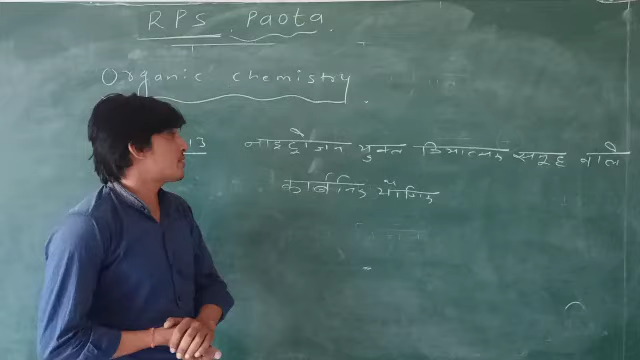 RPS Paota.
Organic chemistry.
13 नाइट्रोजन युक्त क्रियात्मक समूह वाले
कार्बनिक यौगिक